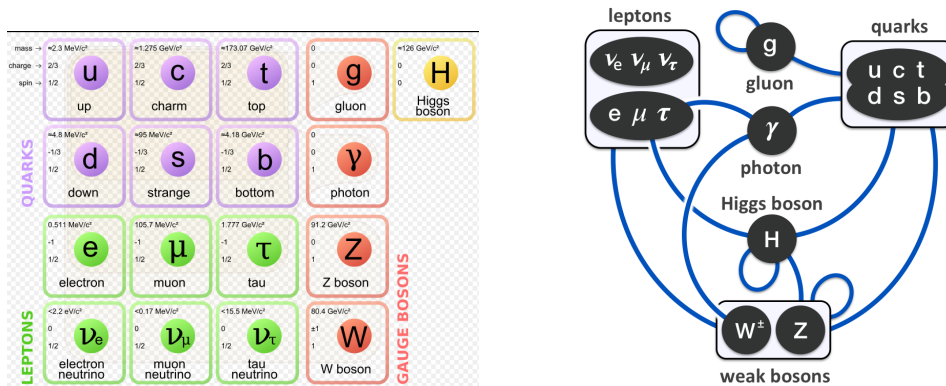 mass → ≈2.3 MeV/c² ≈1.275 GeV/c² ≈173.07 GeV/c² 0 ≈126 GeV/c²
charge → 2/3 2/3 2/3 0 0
spin → 1/2 1/2 1/2 1 0
u c t g H
up charm top gluon Higgs boson
QUARKS
≈4.8 MeV/c² ≈95 MeV/c² ≈4.18 GeV/c² 0
-1/3 -1/3 -1/3 0
1/2 1/2 1/2 1
d s b γ
down strange bottom photon
0.511 MeV/c² 105.7 MeV/c² 1.777 GeV/c² 91.2 GeV/c²
-1 -1 -1 0
1/2 1/2 1/2 1
e μ τ Z
electron muon tau Z boson
LEPTONS
<2.2 eV/c² <0.17 MeV/c² <15.5 MeV/c² 80.4 GeV/c²
0 0 0 ±1
1/2 1/2 1/2 1
νe νμ ντ W
electron neutrino muon neutrino tau neutrino W boson
GAUGE BOSONS
leptons
νe νμ ντ
e μ τ
g
gluon
quarks
u c t
d s b
γ
photon
Higgs boson
H
W± Z
weak bosons